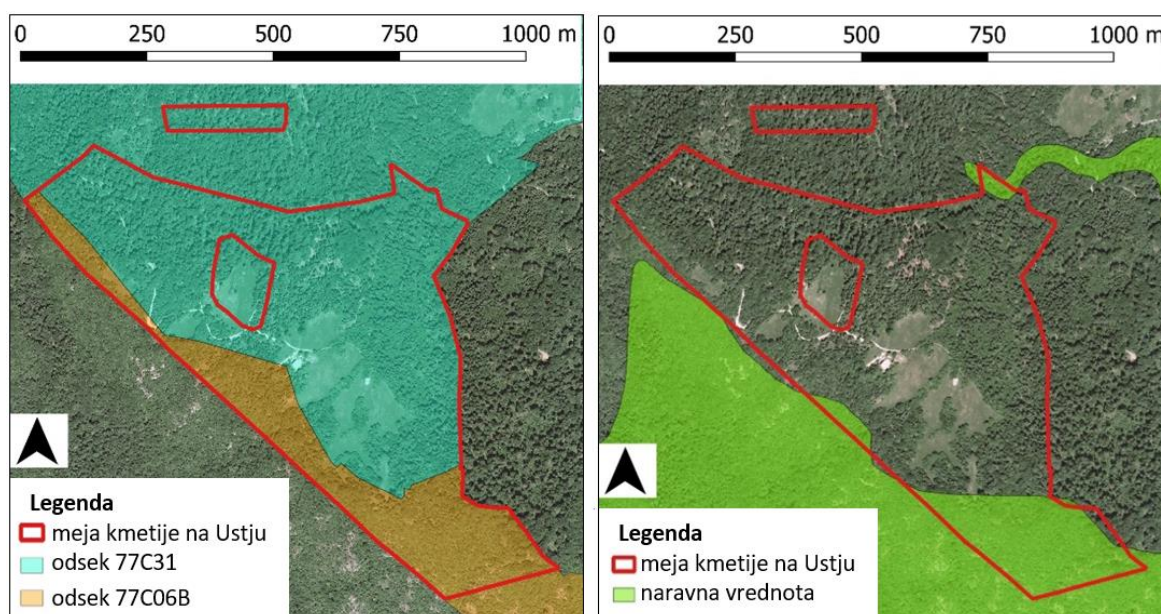 0 250 500 750 1000 m
Legenda
meja kmetije na Ustju
odsek 77C31
odsek 77C06B
0 250 500 750 1000 m
Legenda
meja kmetije na Ustju
naravna vrednota